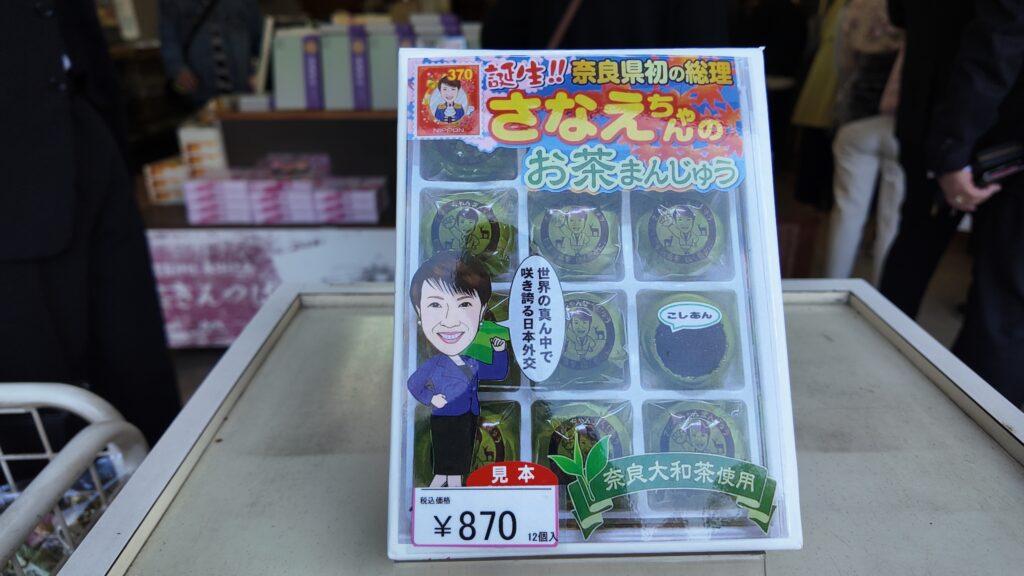 370
NIPPON
誕生!! 奈良県初の総理
さなえちゃんの
お茶まんじゅう
世界の真ん中で
咲き誇る日本外交
こしあん
見本
税込価格
¥870 12個入
奈良大和茶使用